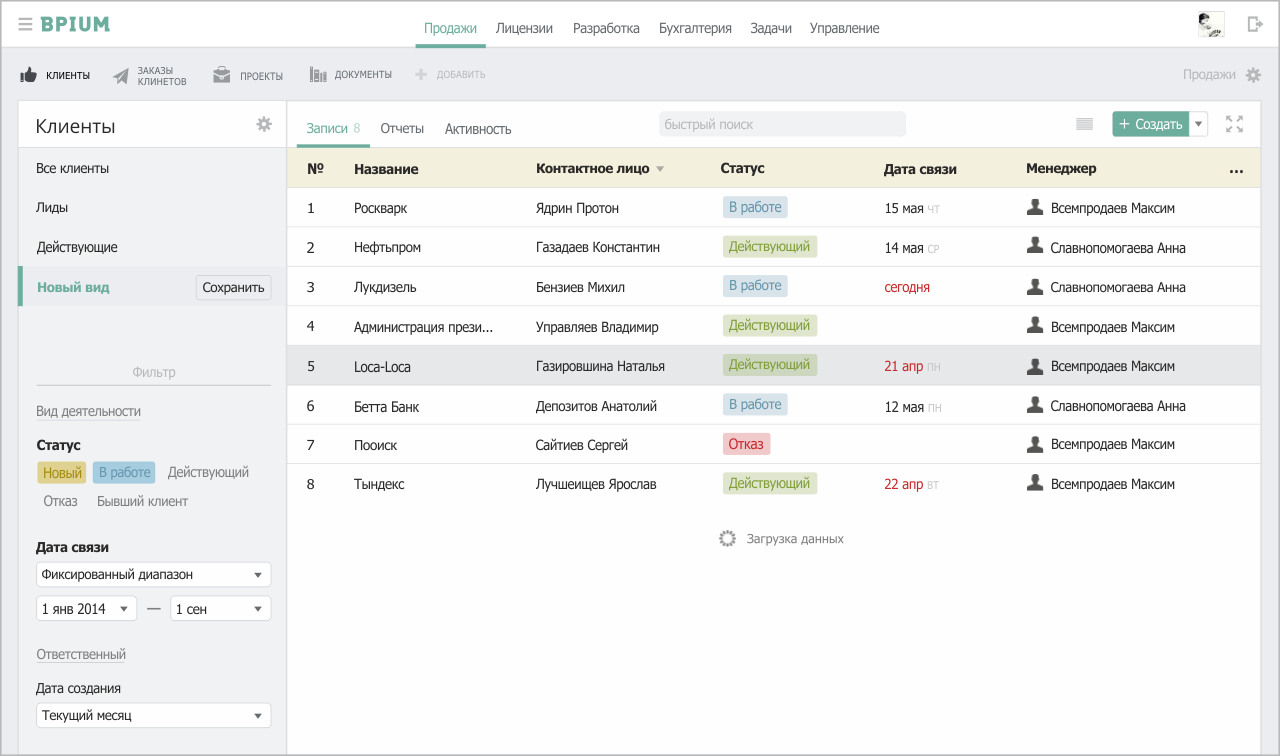 BPIUM
Продажи Лицензии Разработка Бухгалтерия Задачи Управление
КЛИЕНТЫ ЗАКАЗЫ КЛИНЕТОВ ПРОЕКТЫ ДОКУМЕНТЫ ДОБАВИТЬ Продажи
Клиенты
Все клиенты
Лиды
Действующие
Новый вид Сохранить
Фильтр
Вид деятельности
Статус
Новый В работе Действующий
Отказ Бывший клиент
Дата связи
Фиксированный диапазон
1 янв 2014 — 1 сен
Ответственный
Дата создания
Текущий месяц
Записи 8 Отчеты Активность быстрый поиск + Создать
№ Название Контактное лицо Статус Дата связи Менеджер ...
1 Роскварк Ядрин Протон В работе 15 мая ЧТ Всемпродаев Максим
2 Нефтьпром Газадаев Константин Действующий 14 мая СР Славнопомогаева Анна
3 Лукдизель Бензиев Михил В работе сегодня Славнопомогаева Анна
4 Администрация прези... Управляев Владимир Действующий Всемпродаев Максим
5 Loca-Loca Газировшина Наталья Действующий 21 апр ПН Всемпродаев Максим
6 Бетта Банк Депозитов Анатолий В работе 12 мая ПН Славнопомогаева Анна
7 Пооиск Сайтиев Сергей Отказ Всемпродаев Максим
8 Тындекс Лучшеищев Ярослав Действующий 22 апр ВТ Всемпродаев Максим
Загрузка данных